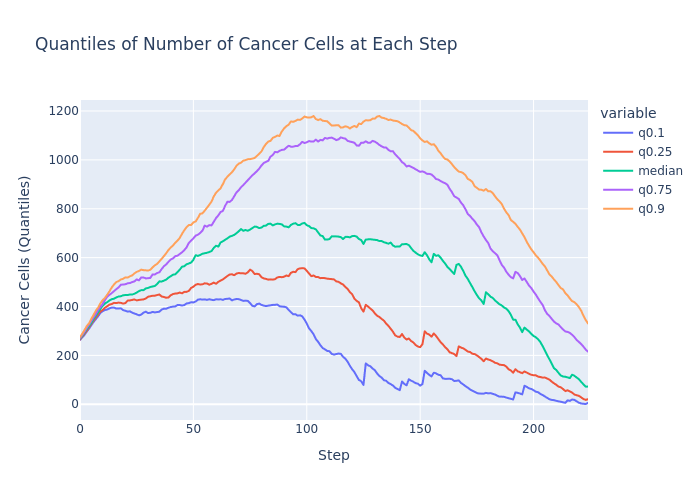 Quantiles of Number of Cancer Cells at Each Step
variable
q0.1
q0.25
median
q0.75
q0.9
Cancer Cells (Quantiles)
1200
1000
800
600
400
200
0
0 50 100 150 200
Step